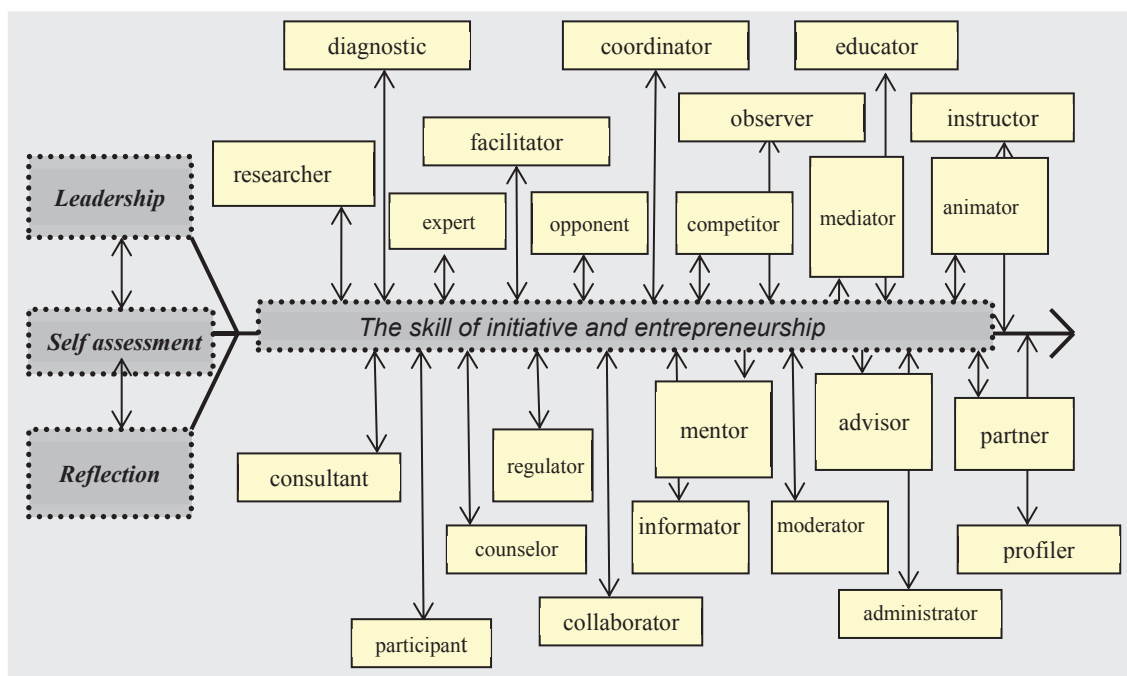 diagnostic
coordinator
educator
observer
instructor
facilitator
researcher
Leadership
expert
opponent
competitor
mediator
animator
The skill of initiative and entrepreneurship
Self assessment
mentor
advisor
partner
Reflection
consultant
regulator
informator
moderator
counselor
profiler
collaborator
administrator
participant